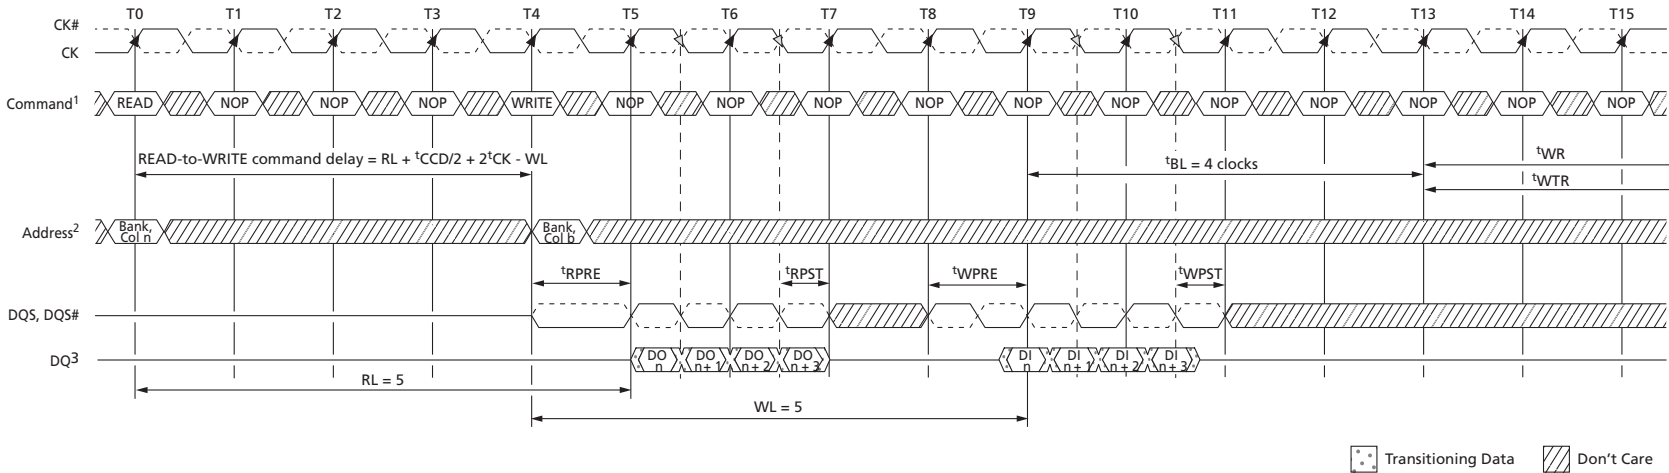 T0 T1 T2 T3 T4 T5 T6 T7 T8 T9 T10 T11 T12 T13 T14 T15
CK#
CK
Command1 READ NOP NOP NOP WRITE NOP NOP NOP NOP NOP NOP NOP NOP NOP NOP NOP
READ-to-WRITE command delay = RL + tCCD/2 + 2tCK - WL
tBL = 4 clocks
tWR
tWTR
Address2
Bank,
Col n
Bank,
Col b
tRPRE tRPST tWPRE tWPST
DQS, DQS#
DQ3
DO
n
DO
n + 1
DO
n + 2
DO
n + 3
DI
n
DI
n + 1
DI
n + 2
DI
n + 3
RL = 5
WL = 5
Transitioning Data Don't Care